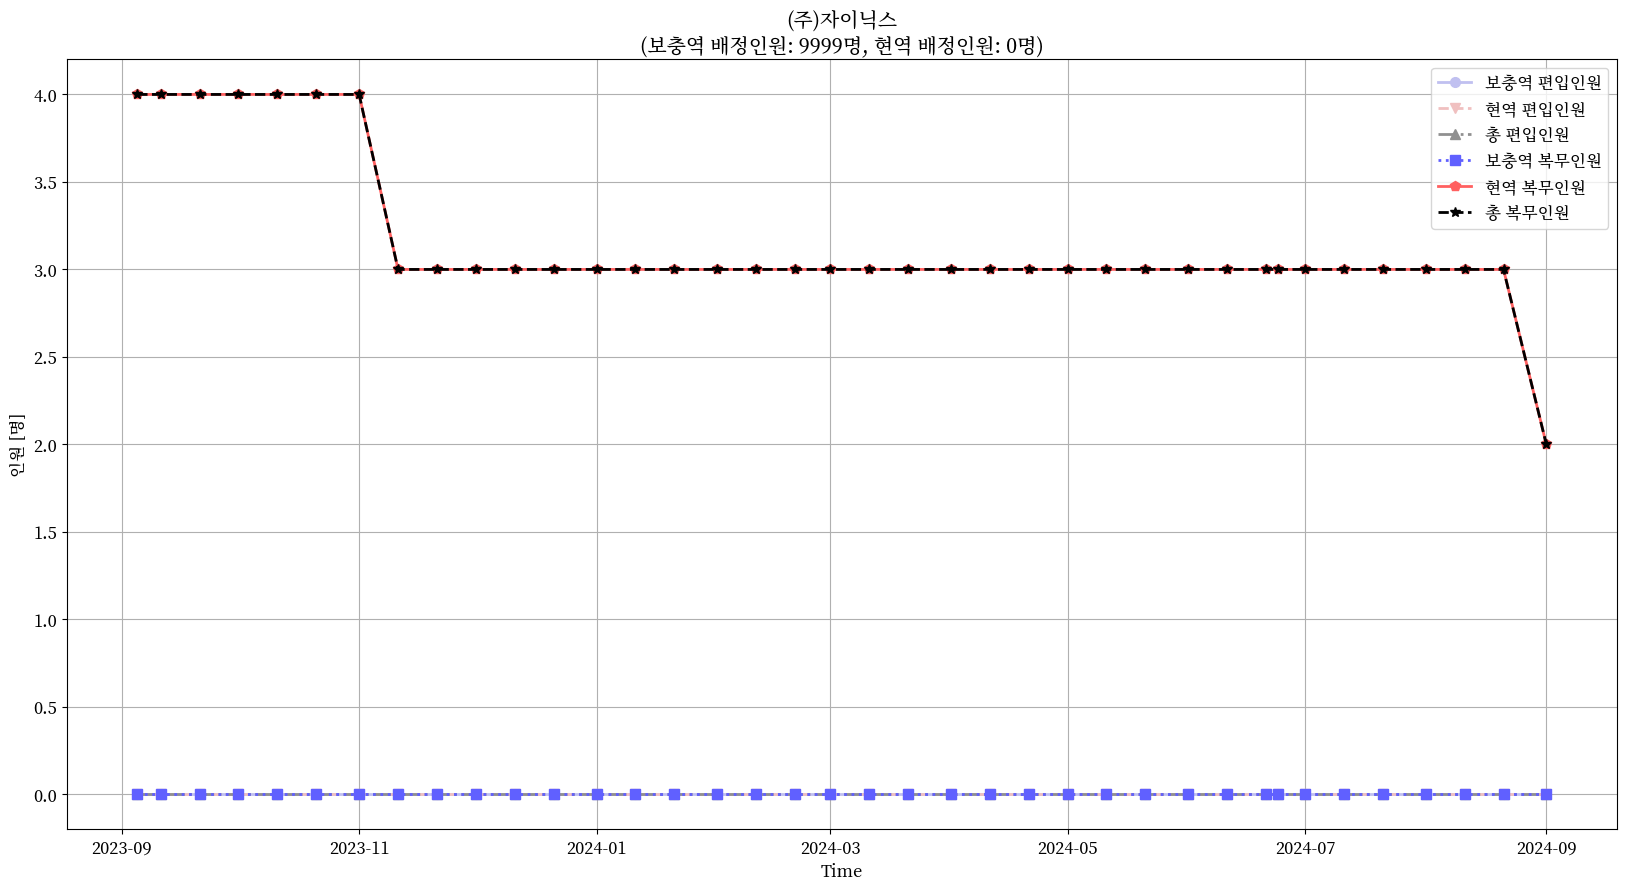 (주)자이닉스
(보충역 배정인원: 9999명, 현역 배정인원: 0명)
보충역 편입인원
현역 편입인원
총 편입인원
보충역 복무인원
현역 복무인원
총 복무인원
인원 [명]
4.0
3.5
3.0
2.5
2.0
1.5
1.0
0.5
0.0
2023-09 2023-11 2024-01 2024-03 2024-05 2024-07 2024-09
Time